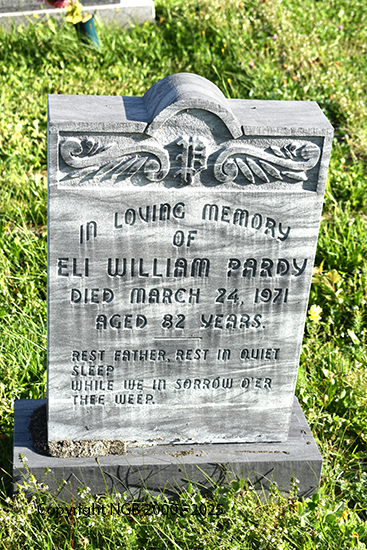 P
IN LOVING MEMORY
OF
ELI WILLIAM PARDY
DIED MARCH 24, 1971
AGED 82 YEARS.
REST FATHER, REST IN QUIET
SLEEP
WHILE WE IN SORROW O'ER
THEE WEEP.
Copyright NGB 2000 - 2025